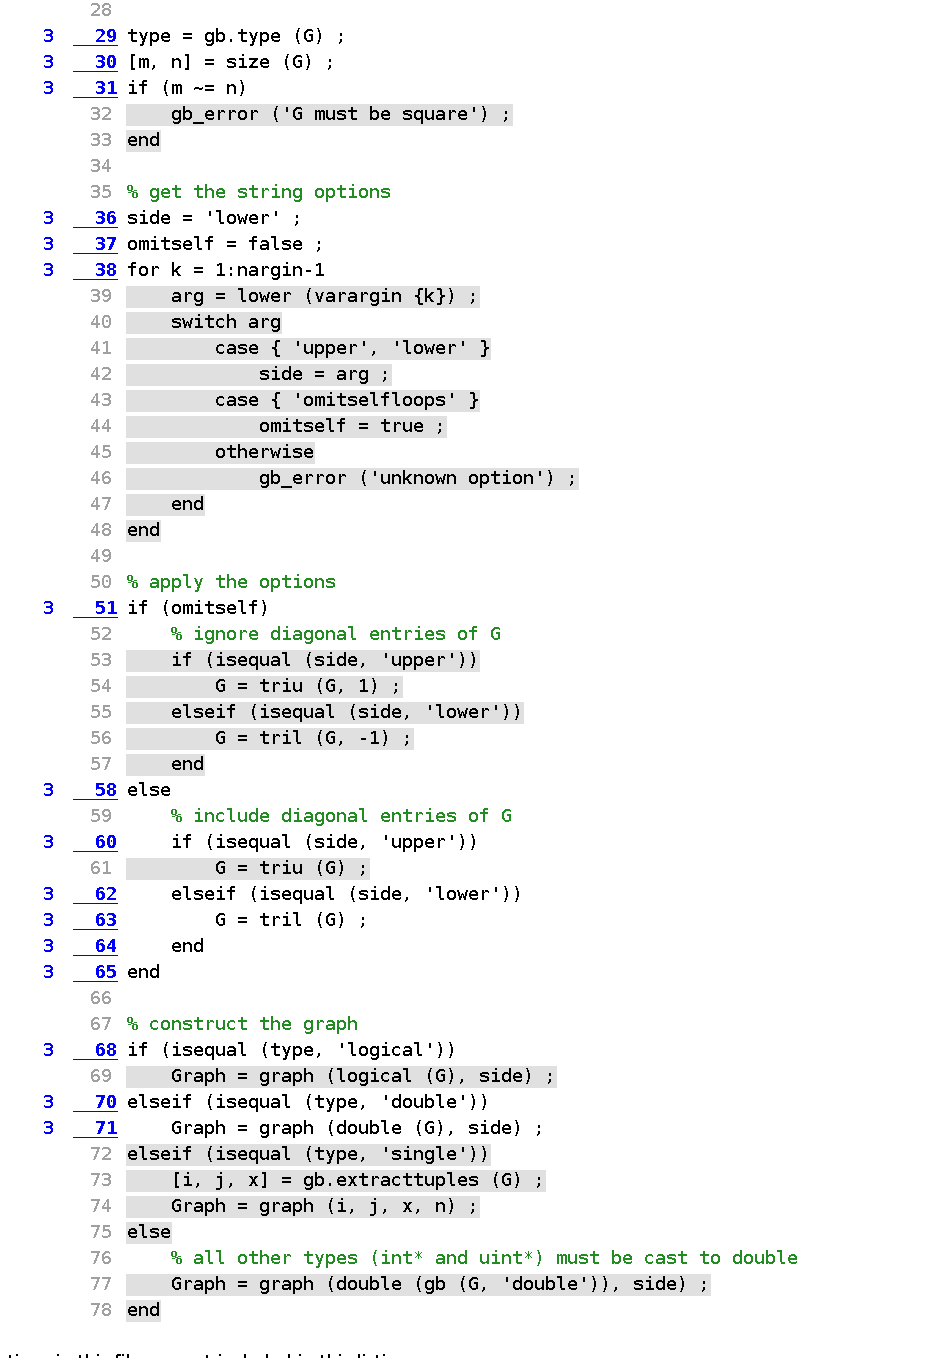 28
3 29 type = gb.type (G) ;
3 30 [m, n] = size (G) ;
3 31 if (m ~= n)
32     gb_error ('G must be square') ;
33 end
34
35 % get the string options
3 36 side = 'lower' ;
3 37 omitself = false ;
3 38 for k = 1:nargin-1
39     arg = lower (varargin {k}) ;
40     switch arg
41         case { 'upper', 'lower' }
42             side = arg ;
43         case { 'omitselfloops' }
44             omitself = true ;
45         otherwise
46             gb_error ('unknown option') ;
47     end
48 end
49
50 % apply the options
3 51 if (omitself)
52     % ignore diagonal entries of G
53     if (isequal (side, 'upper'))
54         G = triu (G, 1) ;
55     elseif (isequal (side, 'lower'))
56         G = tril (G, -1) ;
57     end
3 58 else
59     % include diagonal entries of G
3 60     if (isequal (side, 'upper'))
61         G = triu (G) ;
3 62     elseif (isequal (side, 'lower'))
3 63         G = tril (G) ;
3 64     end
3 65 end
66
67 % construct the graph
3 68 if (isequal (type, 'logical'))
69     Graph = graph (logical (G), side) ;
3 70 elseif (isequal (type, 'double'))
3 71     Graph = graph (double (G), side) ;
72 elseif (isequal (type, 'single'))
73     [i, j, x] = gb.extracttuples (G) ;
74     Graph = graph (i, j, x, n) ;
75 else
76     % all other types (int* and uint*) must be cast to double
77     Graph = graph (double (gb (G, 'double')), side) ;
78 end